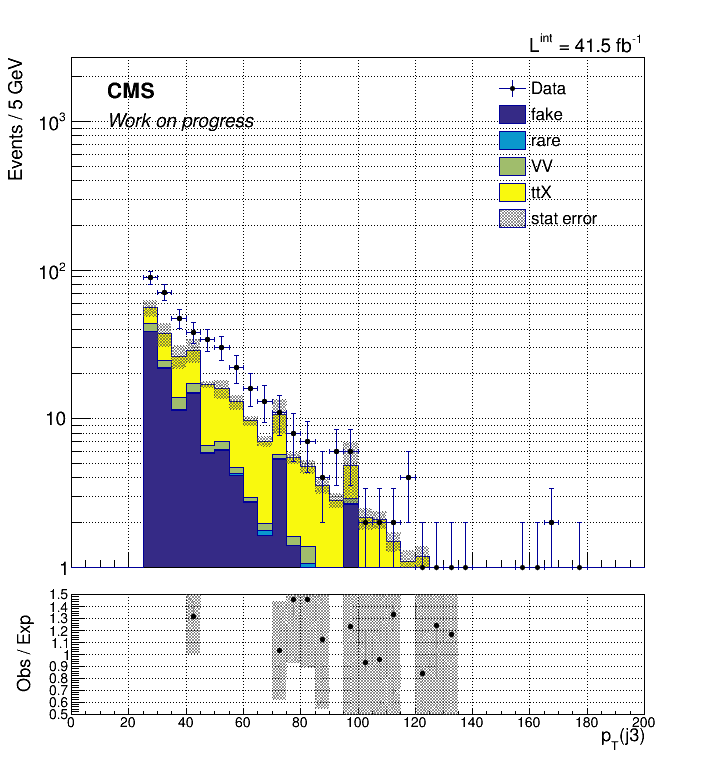 L^int = 41.5 fb^-1
Events / 5 GeV
CMS
Work on progress
Data
fake
rare
VV
ttX
stat error
10^3
10^2
10
1
Obs / Exp
1.5
1.4
1.3
1.2
1.1
1
0.9
0.8
0.7
0.6
0.5
0 20 40 60 80 100 120 140 160 180 200
p_T(j3)